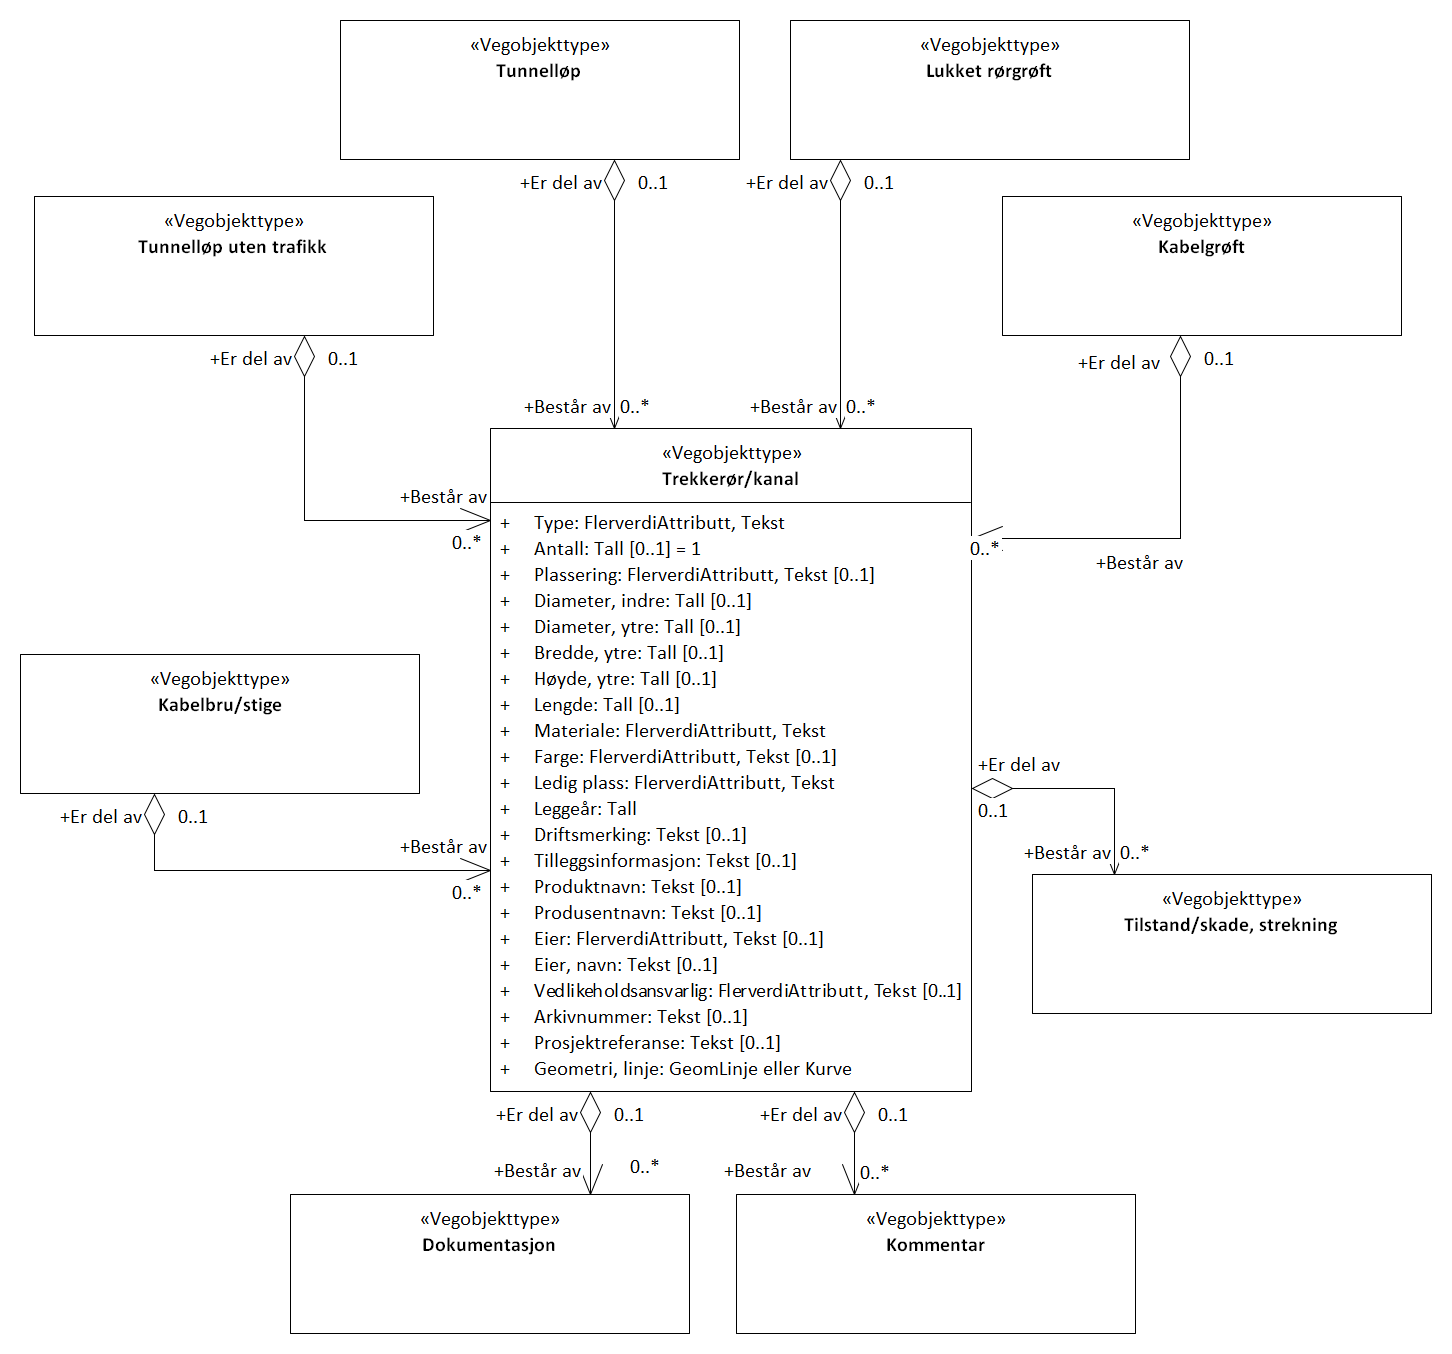 «Vegobjekttype»
Tunnelløp
«Vegobjekttype»
Lukket rørgrøft
+Er del av 0..1
+Er del av 0..1
«Vegobjekttype»
Tunnelløp uten trafikk
«Vegobjekttype»
Kabelgrøft
+Er del av 0..1
+Er del av 0..1
+Består av 0..*
+Består av 0..*
«Vegobjekttype»
Trekkerør/kanal
+Består av
0..*
0..*
+Består av
+ Type: FlerverdiAttributt, Tekst
+ Antall: Tall [0..1] = 1
+ Plassering: FlerverdiAttributt, Tekst [0..1]
+ Diameter, indre: Tall [0..1]
+ Diameter, ytre: Tall [0..1]
+ Bredde, ytre: Tall [0..1]
+ Høyde, ytre: Tall [0..1]
+ Lengde: Tall [0..1]
+ Materiale: FlerverdiAttributt, Tekst
+ Farge: FlerverdiAttributt, Tekst [0..1]
+ Ledig plass: FlerverdiAttributt, Tekst
+ Leggeår: Tall
+ Driftsmerking: Tekst [0..1]
+ Tilleggsinformasjon: Tekst [0..1]
+ Produktnavn: Tekst [0..1]
+ Produsentnavn: Tekst [0..1]
+ Eier: FlerverdiAttributt, Tekst [0..1]
+ Eier, navn: Tekst [0..1]
+ Vedlikeholdsansvarlig: FlerverdiAttributt, Tekst [0..1]
+ Arkivnummer: Tekst [0..1]
+ Prosjektreferanse: Tekst [0..1]
+ Geometri, linje: GeomLinje eller Kurve
«Vegobjekttype»
Kabelbru/stige
+Er del av 0..1
+Består av
0..*
+Er del av
0..1
+Består av 0..*
«Vegobjekttype»
Tilstand/skade, strekning
+Er del av 0..1
+Er del av 0..1
+Består av 0..*
+Består av 0..*
«Vegobjekttype»
Dokumentasjon
«Vegobjekttype»
Kommentar